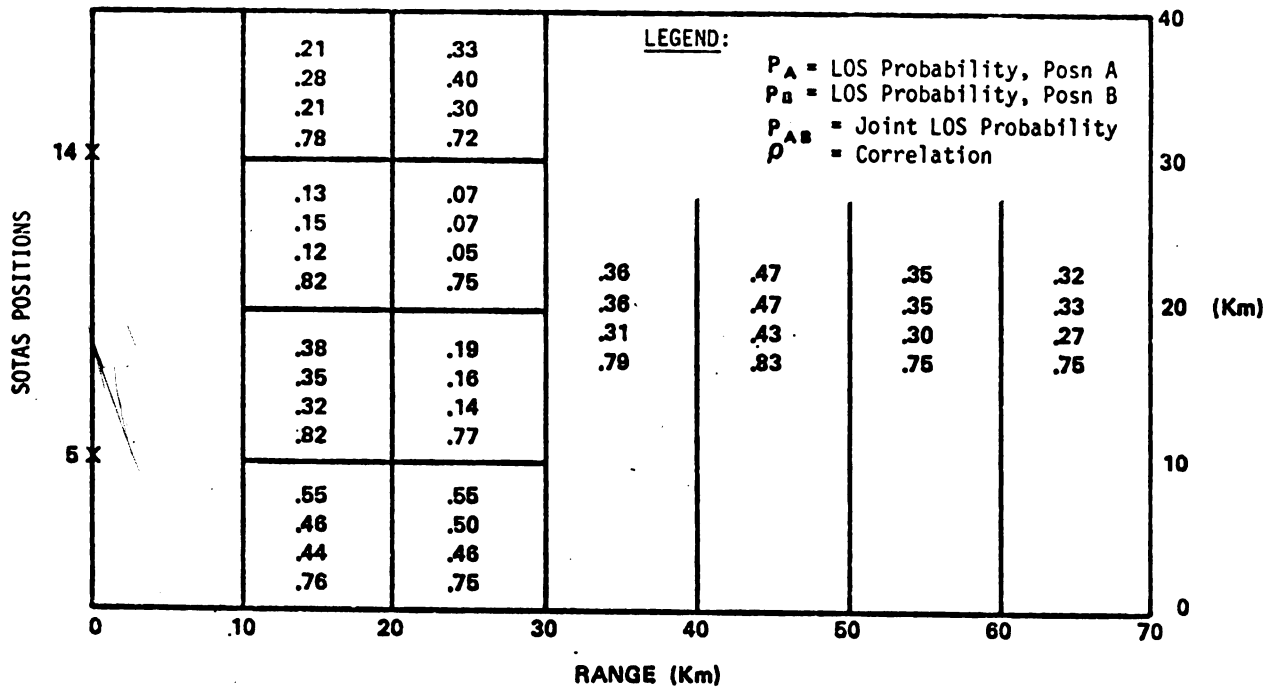 40
LEGEND:
P_A = LOS Probability, Posn A
P_B = LOS Probability, Posn B
P_AB = Joint LOS Probability
ρ = Correlation
.21 .33
.28 .40
.21 .30
.78 .72
14 X
30
.13 .07
.15 .07
.12 .05
.82 .75
.36 .47 .35 .32
.36 .47 .35 .33
.31 .43 .30 .27
.79 .83 .75 .75
20 (Km)
SOTAS POSITIONS
.38 .19
.35 .16
.32 .14
.82 .77
5 X
10
.55 .55
.46 .50
.44 .46
.76 .75
0
0 10 20 30 40 50 60 70
RANGE (Km)